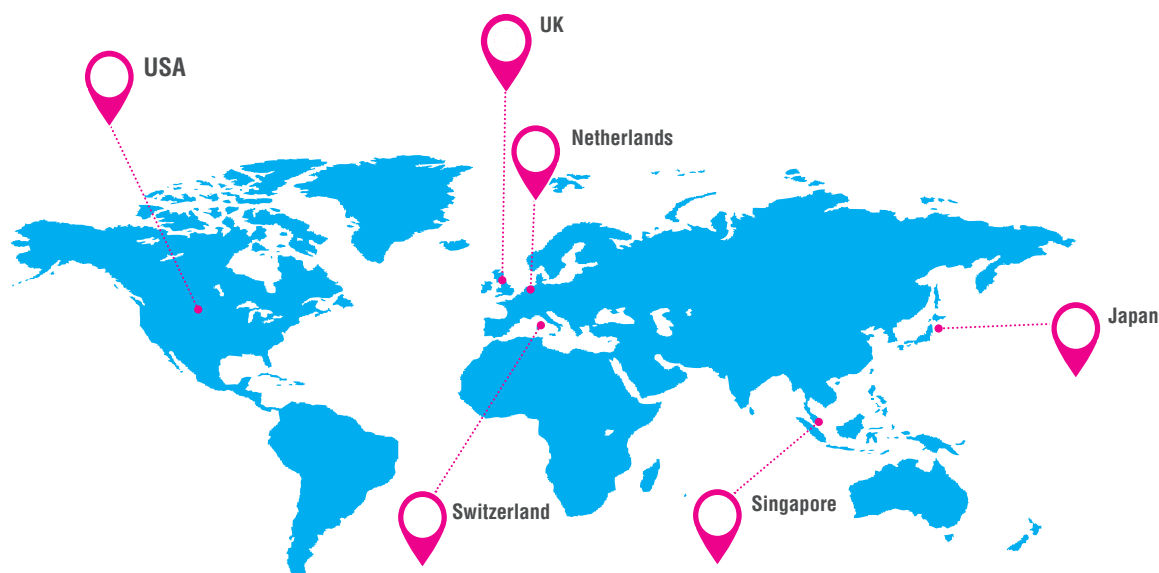 UK
USA
Netherlands
Japan
Singapore
Switzerland